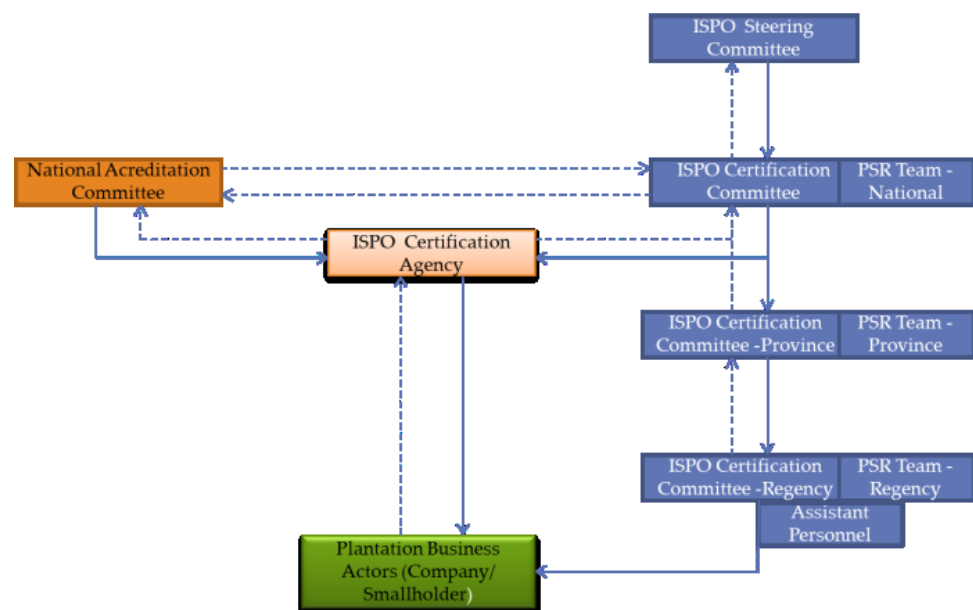 ISPO Steering
Committee
National Acreditation
Committee
ISPO Certification
Committee
PSR Team -
National
ISPO Certification
Agency
ISPO Certification
Committee -Province
PSR Team -
Province
ISPO Certification
Committee -Regency
PSR Team -
Regency
Assistant
Personnel
Plantation Business
Actors (Company/
Smallholder)